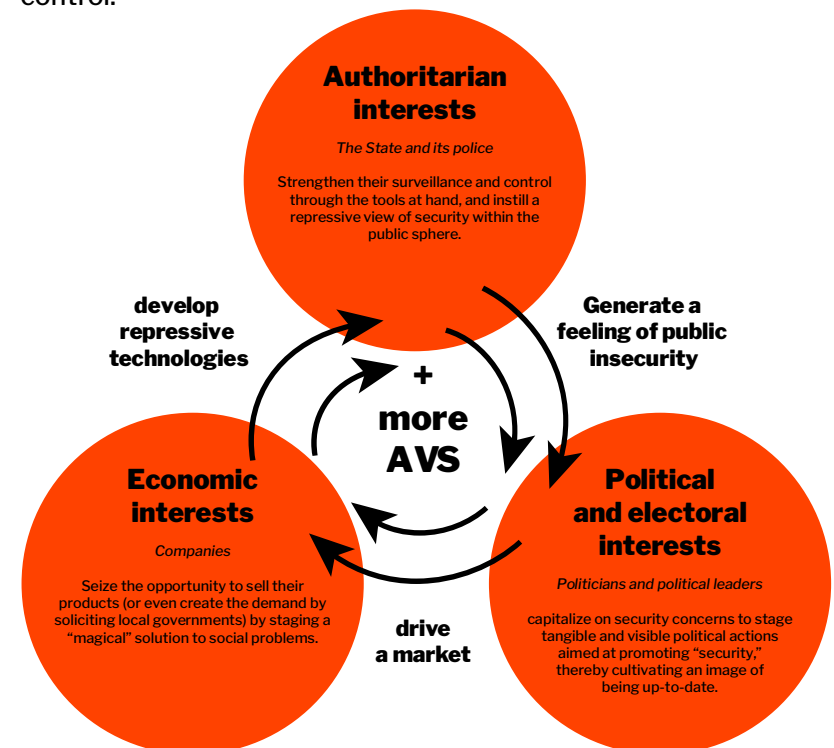 control.
Authoritarian
interests
The State and its police
Strengthen their surveillance and control
through the tools at hand, and instill a
repressive view of security within the
public sphere.
develop
repressive
technologies
Generate a
feeling of public
insecurity
+
more
AVS
Economic
interests
Companies
Seize the opportunity to sell their
products (or even create the demand by
soliciting local governments) by staging a
“magical” solution to social problems.
Political
and electoral
interests
Politicians and political leaders
capitalize on security concerns to stage
tangible and visible political actions
aimed at promoting “security,”
thereby cultivating an image of
being up-to-date.
drive
a market